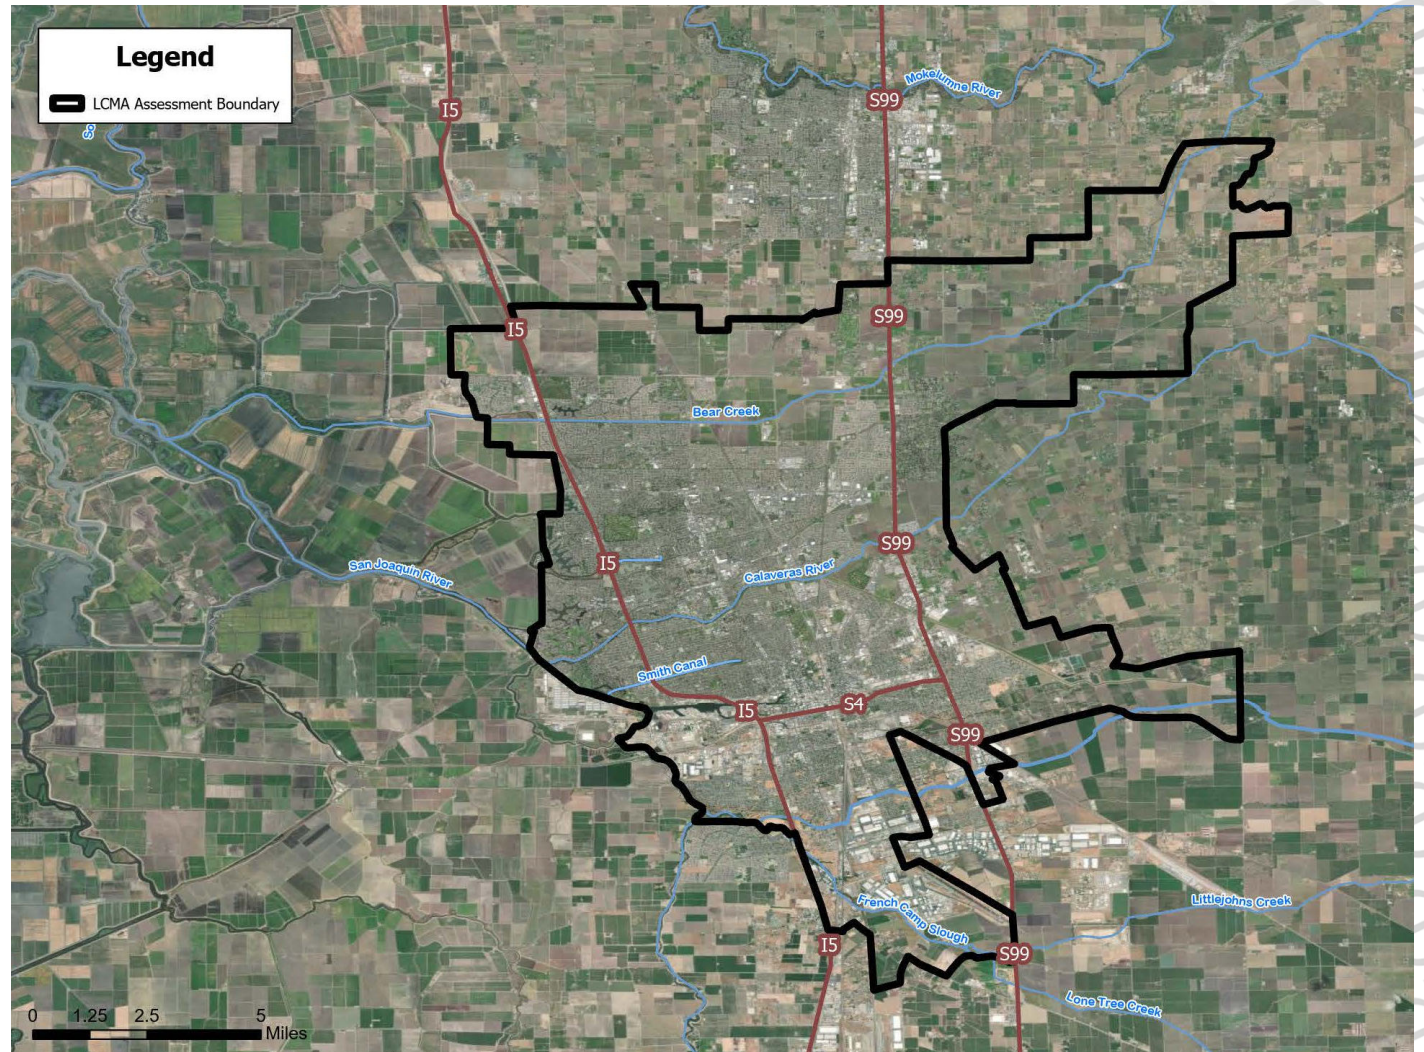 Legend
LCMA Assessment Boundary
So
I5
S99
Mokelumne River
I5
S99
Bear Creek
San Joaquin River
I5
S99
Calaveras River
Smith Canal
I5
S4
S99
French Camp Slough
Littlejohns Creek
I5
S99
Lone Tree Creek
0 1.25 2.5 5
Miles